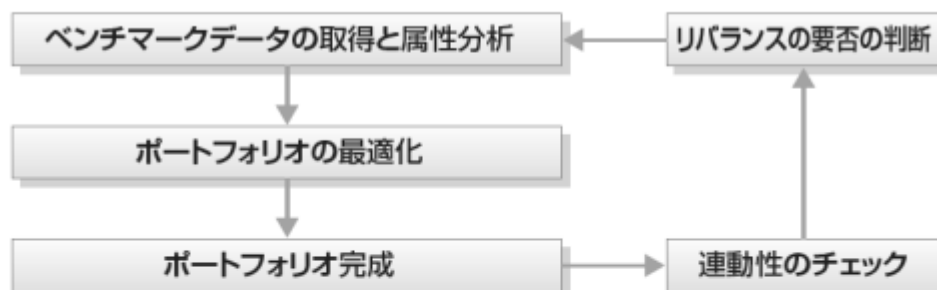 ベンチマークデータの取得と属性分析
リバランスの要否の判断
ポートフォリオの最適化
ポートフォリオ完成
連動性のチェック